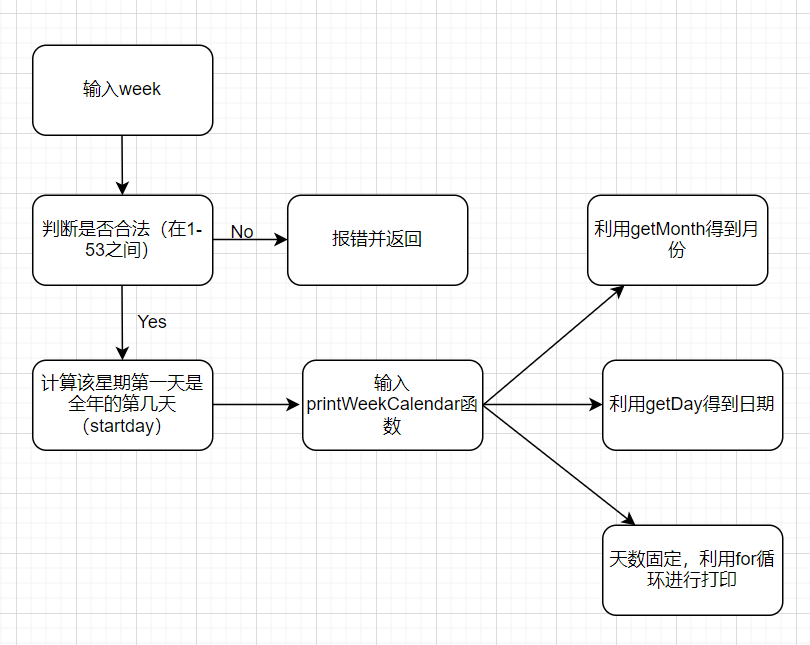 输入week
判断是否合法（在1-
53之间）
No
报错并返回
利用getMonth得到月
份
Yes
计算该星期第一天是
全年的第几天
（startday）
输入
printWeekCalendar函
数
利用getDay得到日期
天数固定，利用for循
环进行打印